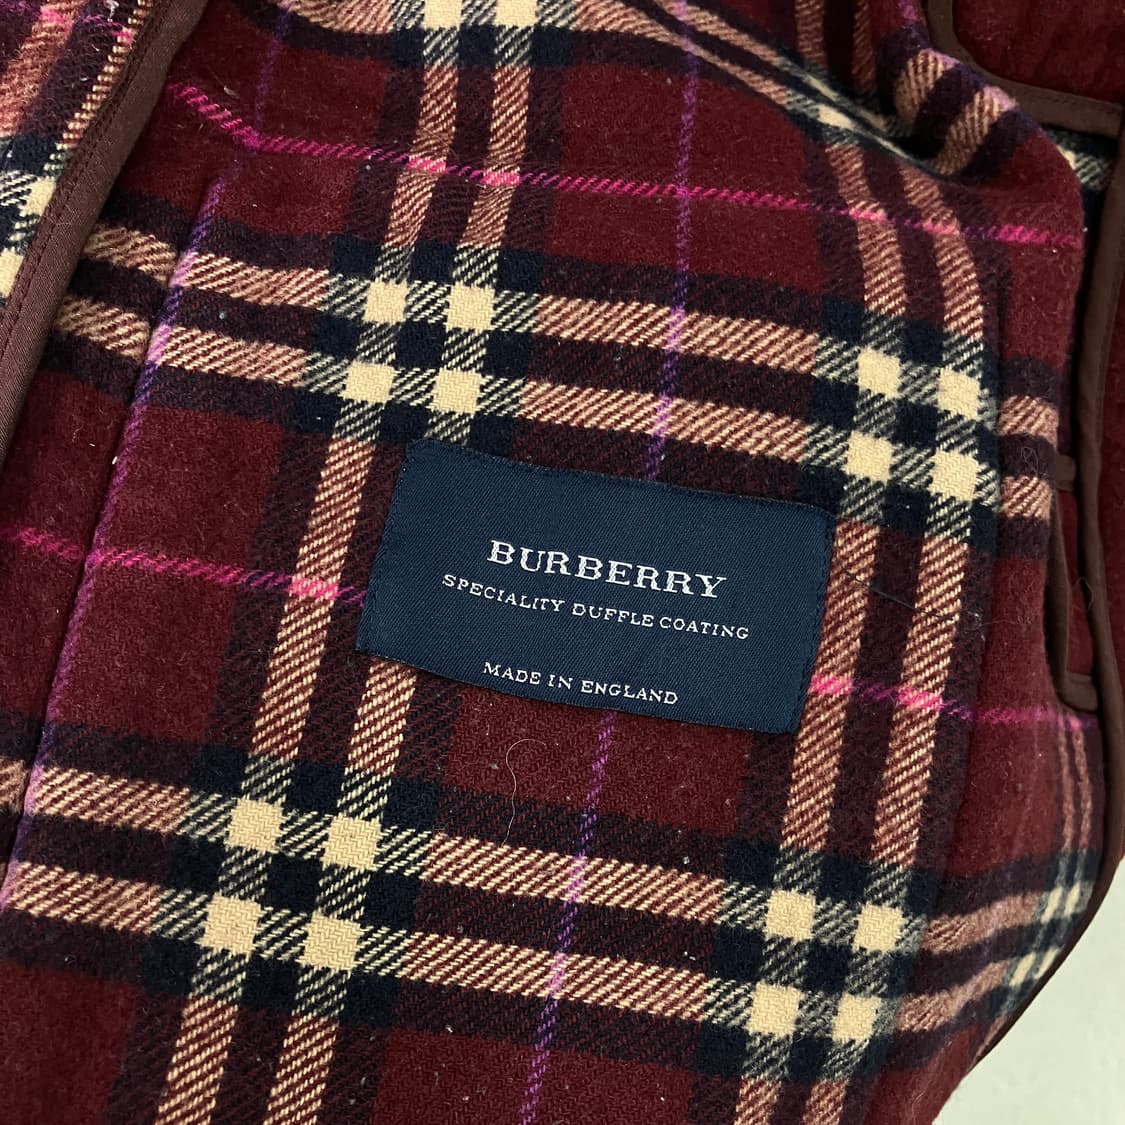 BURBERRY
SPECIALITY DUFFLE COATING
MADE IN ENGLAND